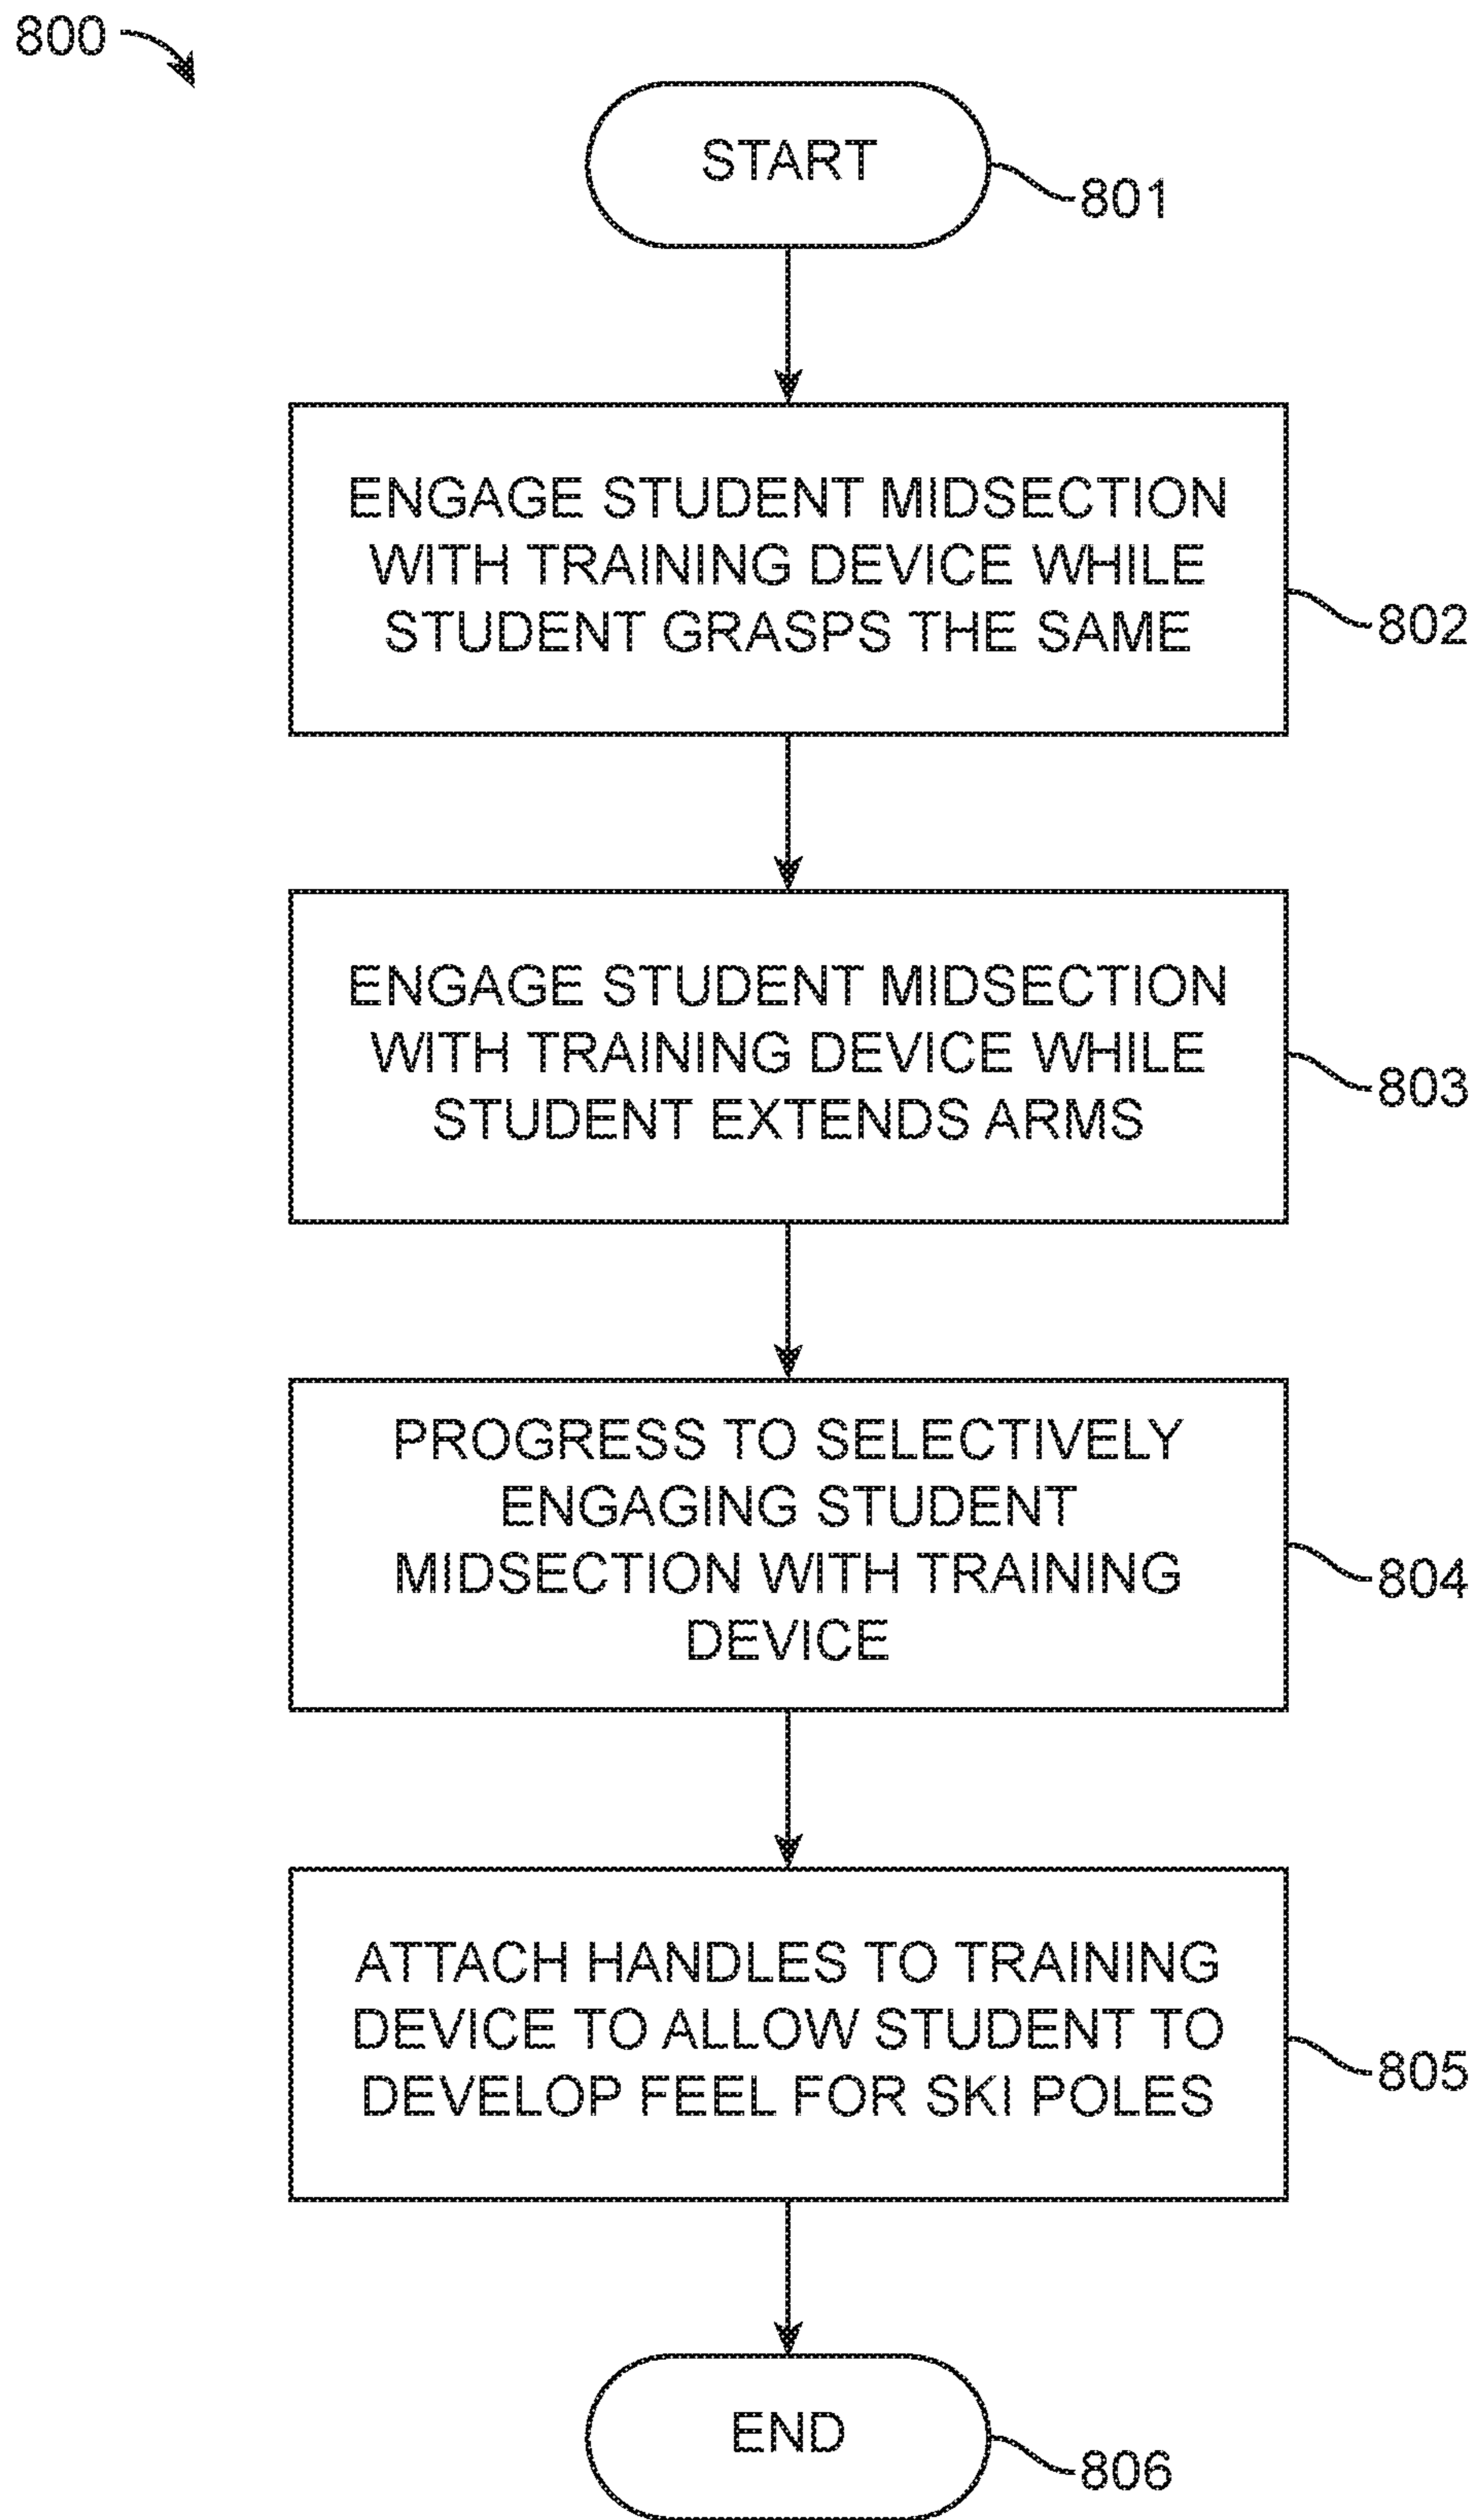 800
START
801
ENGAGE STUDENT MIDSECTION
WITH TRAINING DEVICE WHILE
STUDENT GRASPS THE SAME
802
ENGAGE STUDENT MIDSECTION
WITH TRAINING DEVICE WHILE
STUDENT EXTENDS ARMS
803
PROGRESS TO SELECTIVELY
ENGAGING STUDENT
MIDSECTION WITH TRAINING
DEVICE
804
ATTACH HANDLES TO TRAINING
DEVICE TO ALLOW STUDENT TO
DEVELOP FEEL FOR SKI POLES
805
END
806